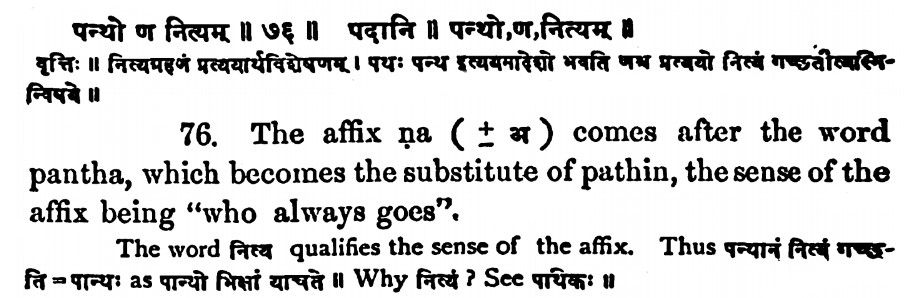 पन्थो ण नित्यम् ॥ ७६ ॥ पदानि ॥ पन्थो,ण,नित्यम् ॥
वृत्तिः ॥ नित्यग्रहणं प्रत्ययार्थविशेषणम् । पथः पन्थ इत्ययमादेशो भवति णश्च प्रत्ययो नित्यं गच्छतीत्यस्मि-
न्विषये ॥
76. The affix ṇa ( ± अ ) comes after the word
pantha, which becomes the substitute of pathin, the sense of the
affix being “who always goes”.
The word नित्य qualifies the sense of the affix. Thus पन्थानं नित्यं गच्छ-
ति = पान्थः as पान्थो भिक्षां याचते ॥ Why नित्यं ? See पथिकः ॥